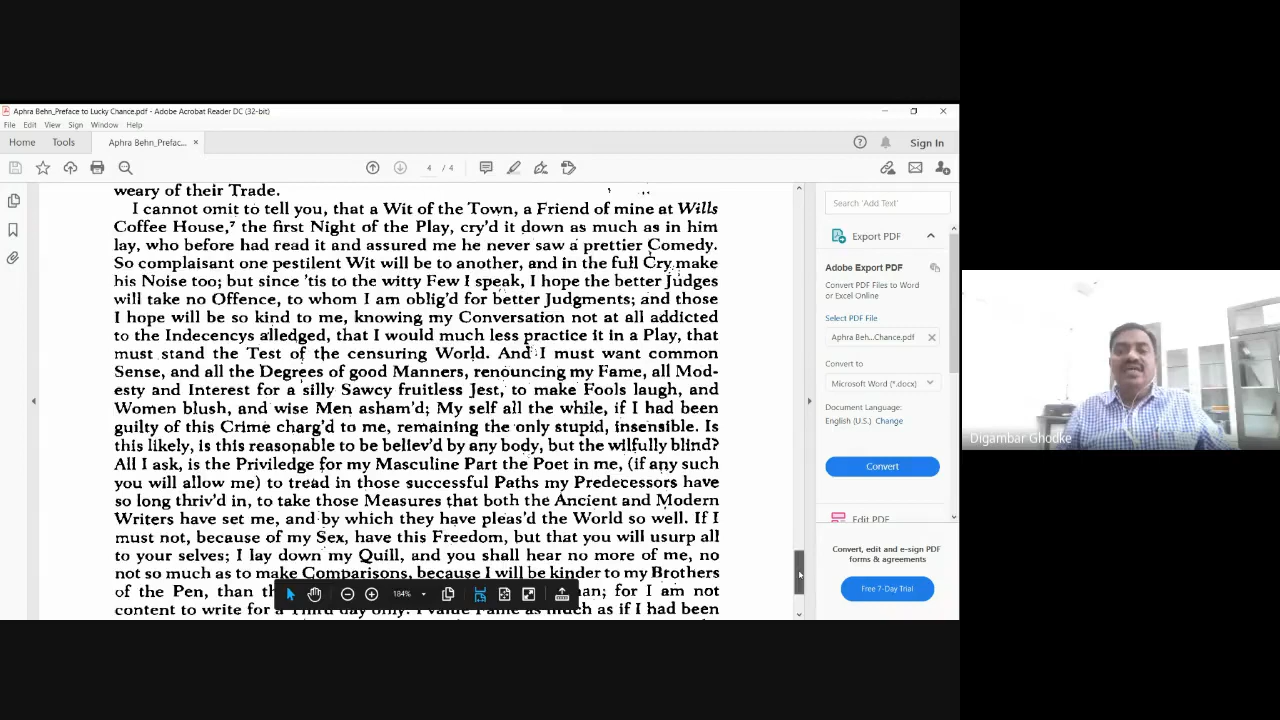 Aphra Behn_Preface to Lucky Chance.pdf - Adobe Acrobat Reader DC (32-bit)
File Edit View Sign Window Help
Home Tools Aphra Behn_Prefac... × Sign In
4 / 4
weary of their Trade.
I cannot omit to tell you, that a Wit of the Town, a Friend of mine at Wills
Coffee House,⁷ the first Night of the Play, cry'd it down as much as in him
lay, who before had read it and assured me he never saw a prettier Comedy.
So complaisant one pestilent Wit will be to another, and in the full Cry make
his Noise too; but since 'tis to the witty Few I speak, I hope the better Judges
will take no Offence, to whom I am oblig'd for better Judgments; and those
I hope will be so kind to me, knowing my Conversation not at all addicted
to the Indecencys alledged, that I would much less practice it in a Play, that
must stand the Test of the censuring World. And I must want common
Sense, and all the Degrees of good Manners, renouncing my Fame, all Mod-
esty and Interest for a silly Sawcy fruitless Jest, to make Fools laugh, and
Women blush, and wise Men asham'd; My self all the while, if I had been
guilty of this Crime charg'd to me, remaining the only stupid, insensible. Is
this likely, is this reasonable to be believ'd by any body, but the wilfully blind?
All I ask, is the Priviledge for my Masculine Part the Poet in me, (if any such
you will allow me) to tread in those successful Paths my Predecessors have
so long thriv'd in, to take those Measures that both the Ancient and Modern
Writers have set me, and by which they have pleas'd the World so well. If I
must not, because of my Sex, have this Freedom, but that you will usurp all
to your selves; I lay down my Quill, and you shall hear no more of me, no
not so much as to make Comparisons, because I will be kinder to my Brothers
of the Pen, than for I am not
content to write for a Third day only. I value Fame as much as if I had been
184%
Search 'Add Text'
Export PDF
Adobe Export PDF
Convert PDF Files to Word
or Excel Online
Select PDF File
Aphra Beh...Chance.pdf
Convert to
Microsoft Word (*.docx)
Document Language:
English (U.S.) Change
Convert
Edit PDF
Convert, edit and e-sign PDF
forms & agreements
Free 7-Day Trial
Digambar Ghodke